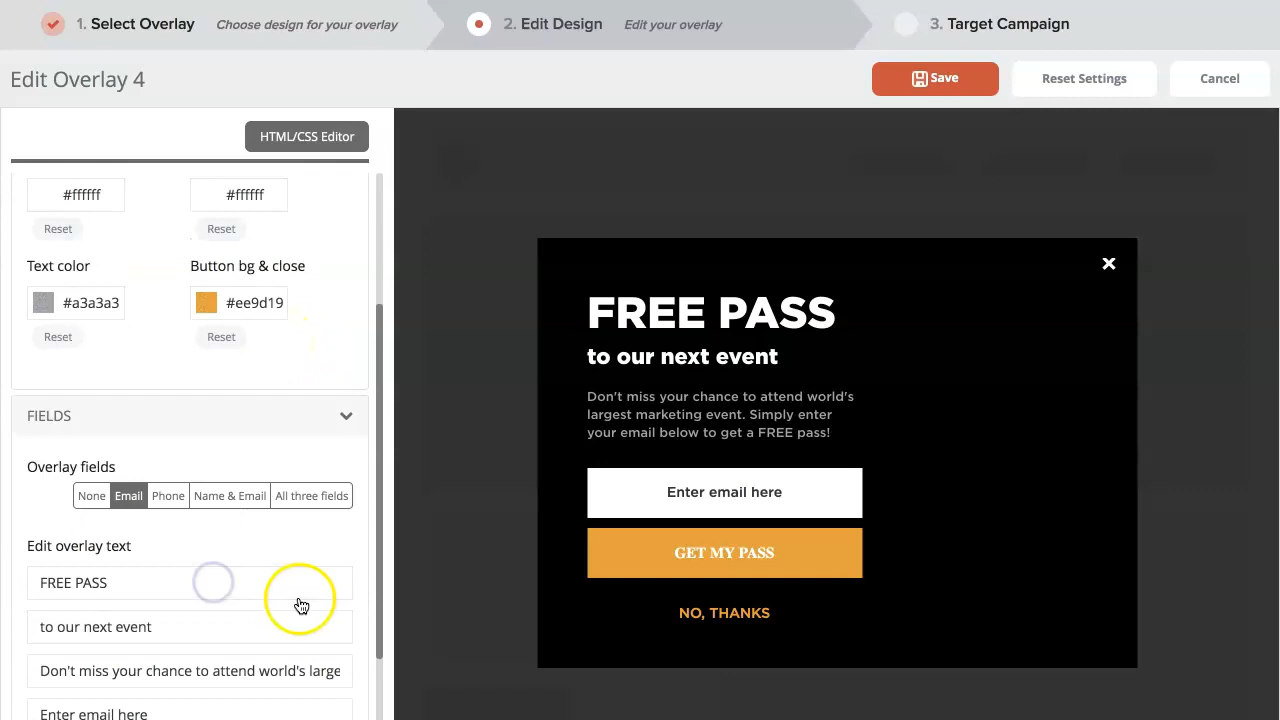 1. Select Overlay Choose design for your overlay 2. Edit Design Edit your overlay 3. Target Campaign
Edit Overlay 4 Save Reset Settings Cancel
HTML/CSS Editor
#ffffff #ffffff
Reset Reset
Text color Button bg & close
#a3a3a3 #ee9d19
Reset Reset
FIELDS
Overlay fields
None Email Phone Name & Email All three fields
Edit overlay text
FREE PASS
to our next event
Don't miss your chance to attend world's large
Enter email here
FREE PASS
to our next event
Don't miss your chance to attend world's
largest marketing event. Simply enter
your email below to get a FREE pass!
Enter email here
GET MY PASS
NO, THANKS